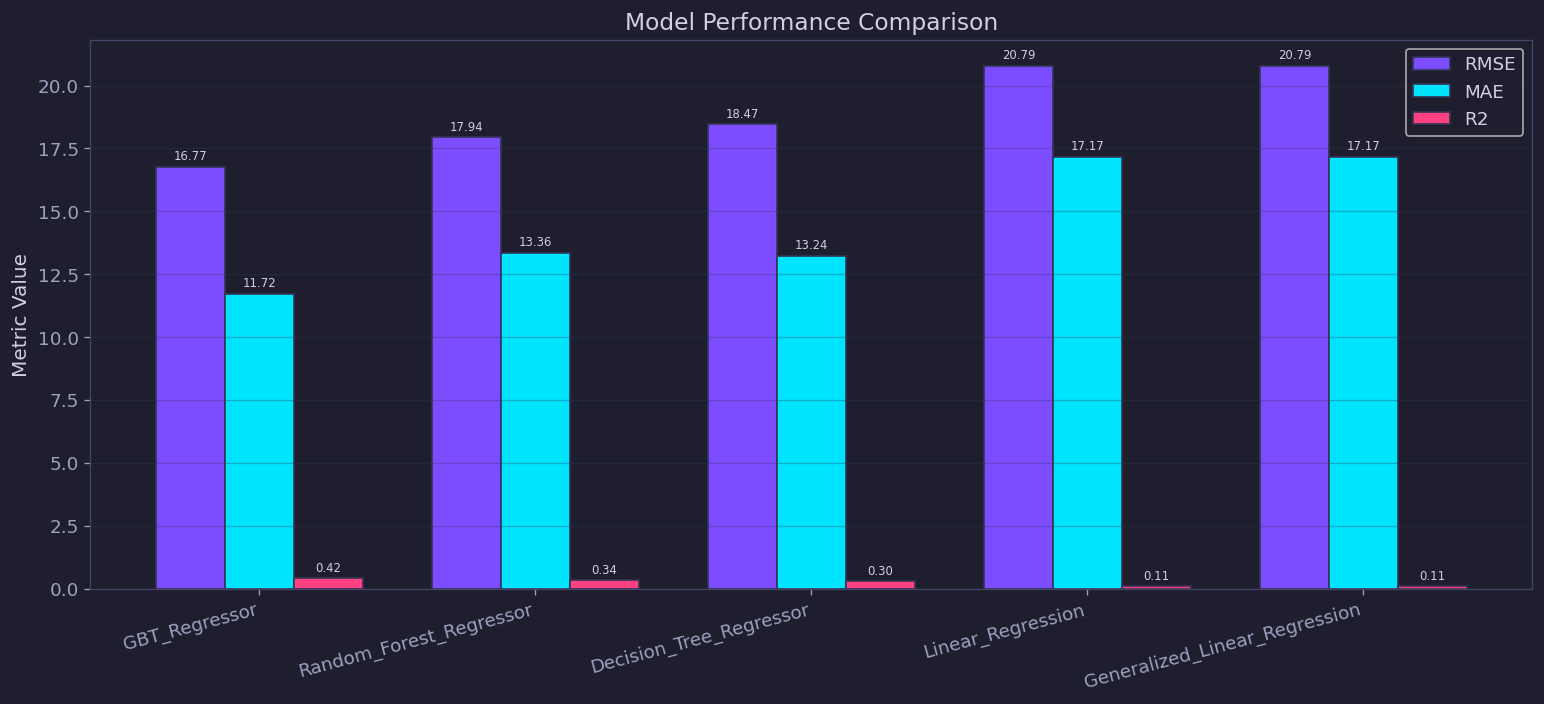 Model Performance Comparison
RMSE
MAE
R2
Metric Value
20.0
17.5
15.0
12.5
10.0
7.5
5.0
2.5
0.0
16.77
11.72
0.42
17.94
13.36
0.34
18.47
13.24
0.30
20.79
17.17
0.11
20.79
17.17
0.11
GBT_Regressor
Random_Forest_Regressor
Decision_Tree_Regressor
Linear_Regression
Generalized_Linear_Regression